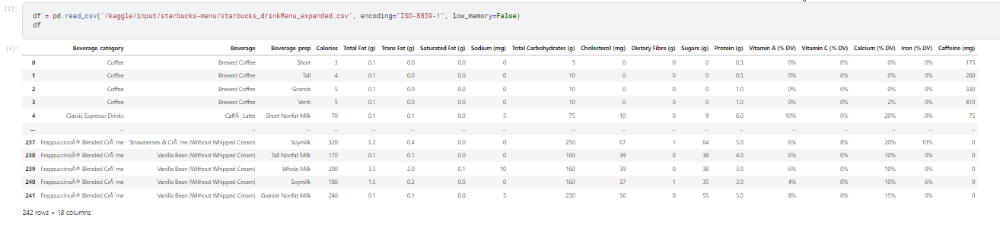 [2]:
df = pd.read_csv('/kaggle/input/starbucks-menu/starbucks_drinkMenu_expanded.csv', encoding="ISO-8859-1", low_memory=False)
df
[2]:
Beverage category Beverage Beverage prep Calories Total Fat (g) Trans Fat (g) Saturated Fat (g) Sodium (mg) Total Carbohydrates (g) Cholesterol (mg) Dietary Fibre (g) Sugars (g) Protein (g) Vitamin A (% DV) Vitamin C (% DV) Calcium (% DV) Iron (% DV) Caffeine (mg)
0 Coffee Brewed Coffee Short 3 0.1 0.0 0.0 0 5 0 0 0 0.3 0% 0% 0% 0% 175
1 Coffee Brewed Coffee Tall 4 0.1 0.0 0.0 0 10 0 0 0 0.5 0% 0% 0% 0% 260
2 Coffee Brewed Coffee Grande 5 0.1 0.0 0.0 0 10 0 0 0 1.0 0% 0% 0% 0% 330
3 Coffee Brewed Coffee Venti 5 0.1 0.0 0.0 0 10 0 0 0 1.0 0% 0% 2% 0% 410
4 Classic Espresso Drinks CaffÃ¨ Latte Short Nonfat Milk 70 0.1 0.1 0.0 5 75 10 0 9 6.0 10% 0% 20% 0% 75
... ... ... ... ... ... ... ... ... ... ... ... ... ... ... ... ... ... ...
237 FrappuccinoÂ® Blended CrÃ¨me Strawberries & CrÃ¨me (Without Whipped Cream) Soymilk 320 3 2 0.4 0.0 0 250 67 1 64 5.0 6% 8% 20% 10% 0
238 FrappuccinoÂ® Blended CrÃ¨me Vanilla Bean (Without Whipped Cream) Tall Nonfat Milk 170 0.1 0.1 0.0 0 160 39 0 38 4.0 6% 0% 10% 0% 0
239 FrappuccinoÂ® Blended CrÃ¨me Vanilla Bean (Without Whipped Cream) Whole Milk 200 3.5 2.0 0.1 10 160 39 0 38 3.0 6% 0% 10% 0% 0
240 FrappuccinoÂ® Blended CrÃ¨me Vanilla Bean (Without Whipped Cream) Soymilk 180 1.5 0.2 0.0 0 160 37 1 35 3.0 4% 0% 10% 6% 0
241 FrappuccinoÂ® Blended CrÃ¨me Vanilla Bean (Without Whipped Cream) Grande Nonfat Milk 240 0.1 0.1 0.0 5 230 56 0 55 5.0 8% 0% 15% 0% 0
242 rows × 18 columns